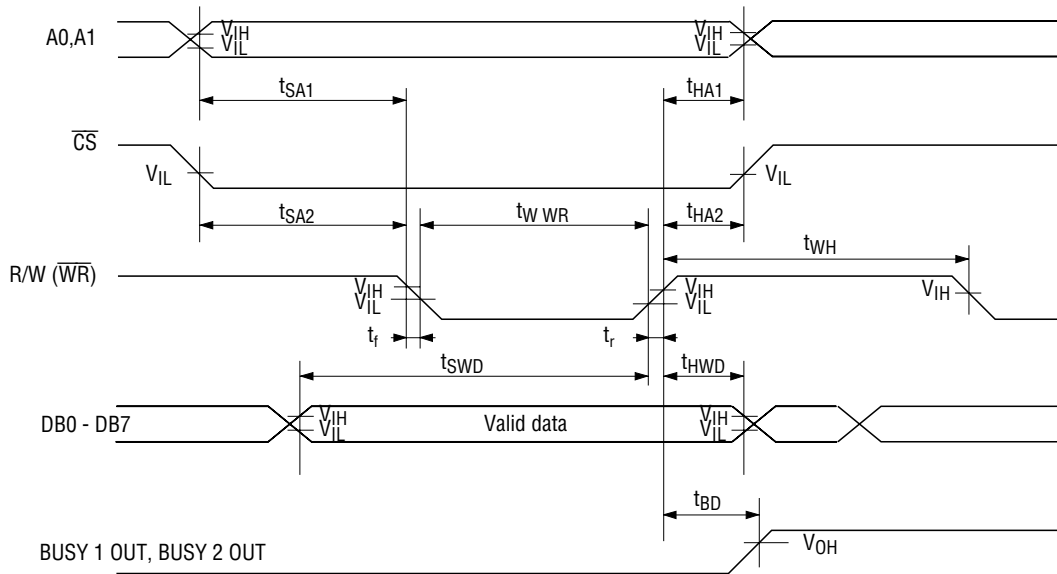 A0,A1
VIH
VIL
VIH
VIL
tSA1
tHA1
CS
VIL
VIL
tSA2
tW WR
tHA2
tWH
R/W (WR)
VIH
VIL
VIH
VIL
VIH
tf
tr
tSWD
tHWD
DB0 - DB7
VIH
VIL
Valid data
VIH
VIL
tBD
BUSY 1 OUT, BUSY 2 OUT
VOH